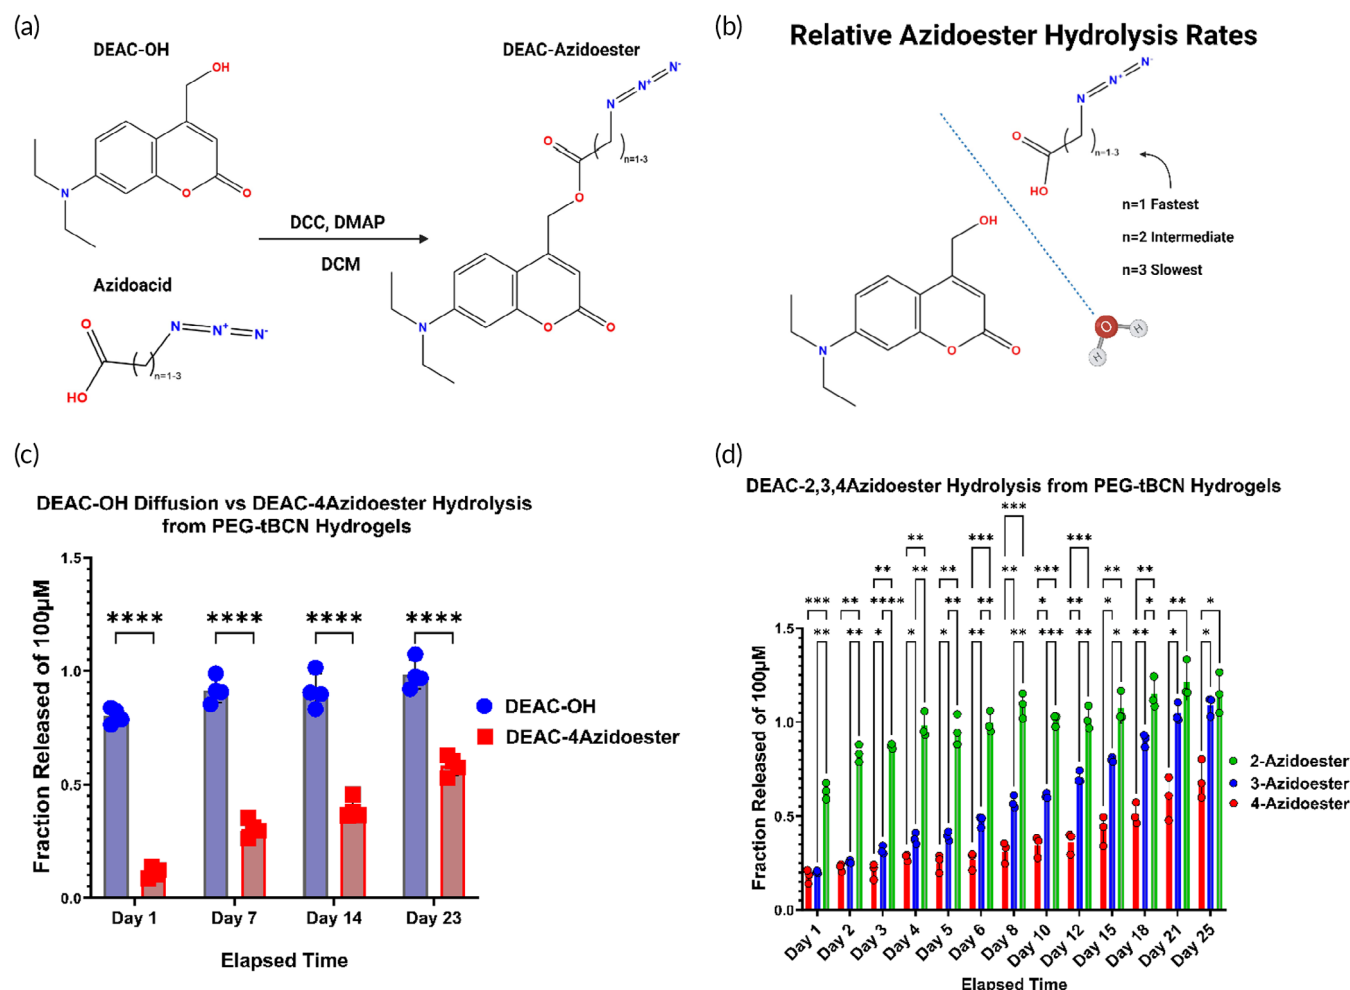 (a)
DEAC-OH
OH
N
O
O
Azidoacid
O
HO
N
N+
N-
n=1-3
DCC, DMAP
DCM
DEAC-Azidoester
N
N+
N-
O
n=1-3
O
N
O
O
(b)
Relative Azidoester Hydrolysis Rates
N
N+
N-
O
HO
n=1-3
n=1 Fastest
n=2 Intermediate
n=3 Slowest
OH
N
O
O
O
H
H
(c)
DEAC-OH Diffusion vs DEAC-4Azidoester Hydrolysis
from PEG-tBCN Hydrogels
Fraction Released of 100μM
1.5
1.0
0.5
0.0
**** **** **** ****
DEAC-OH
DEAC-4Azidoester
Day 1 Day 7 Day 14 Day 23
Elapsed Time
(d)
DEAC-2,3,4Azidoester Hydrolysis from PEG-tBCN Hydrogels
Fraction Released of 100μM
1.5
1.0
0.5
0.0
2-Azidoester
3-Azidoester
4-Azidoester
Day 1 Day 2 Day 3 Day 4 Day 5 Day 6 Day 8 Day 10 Day 12 Day 15 Day 18 Day 21 Day 25
Elapsed Time